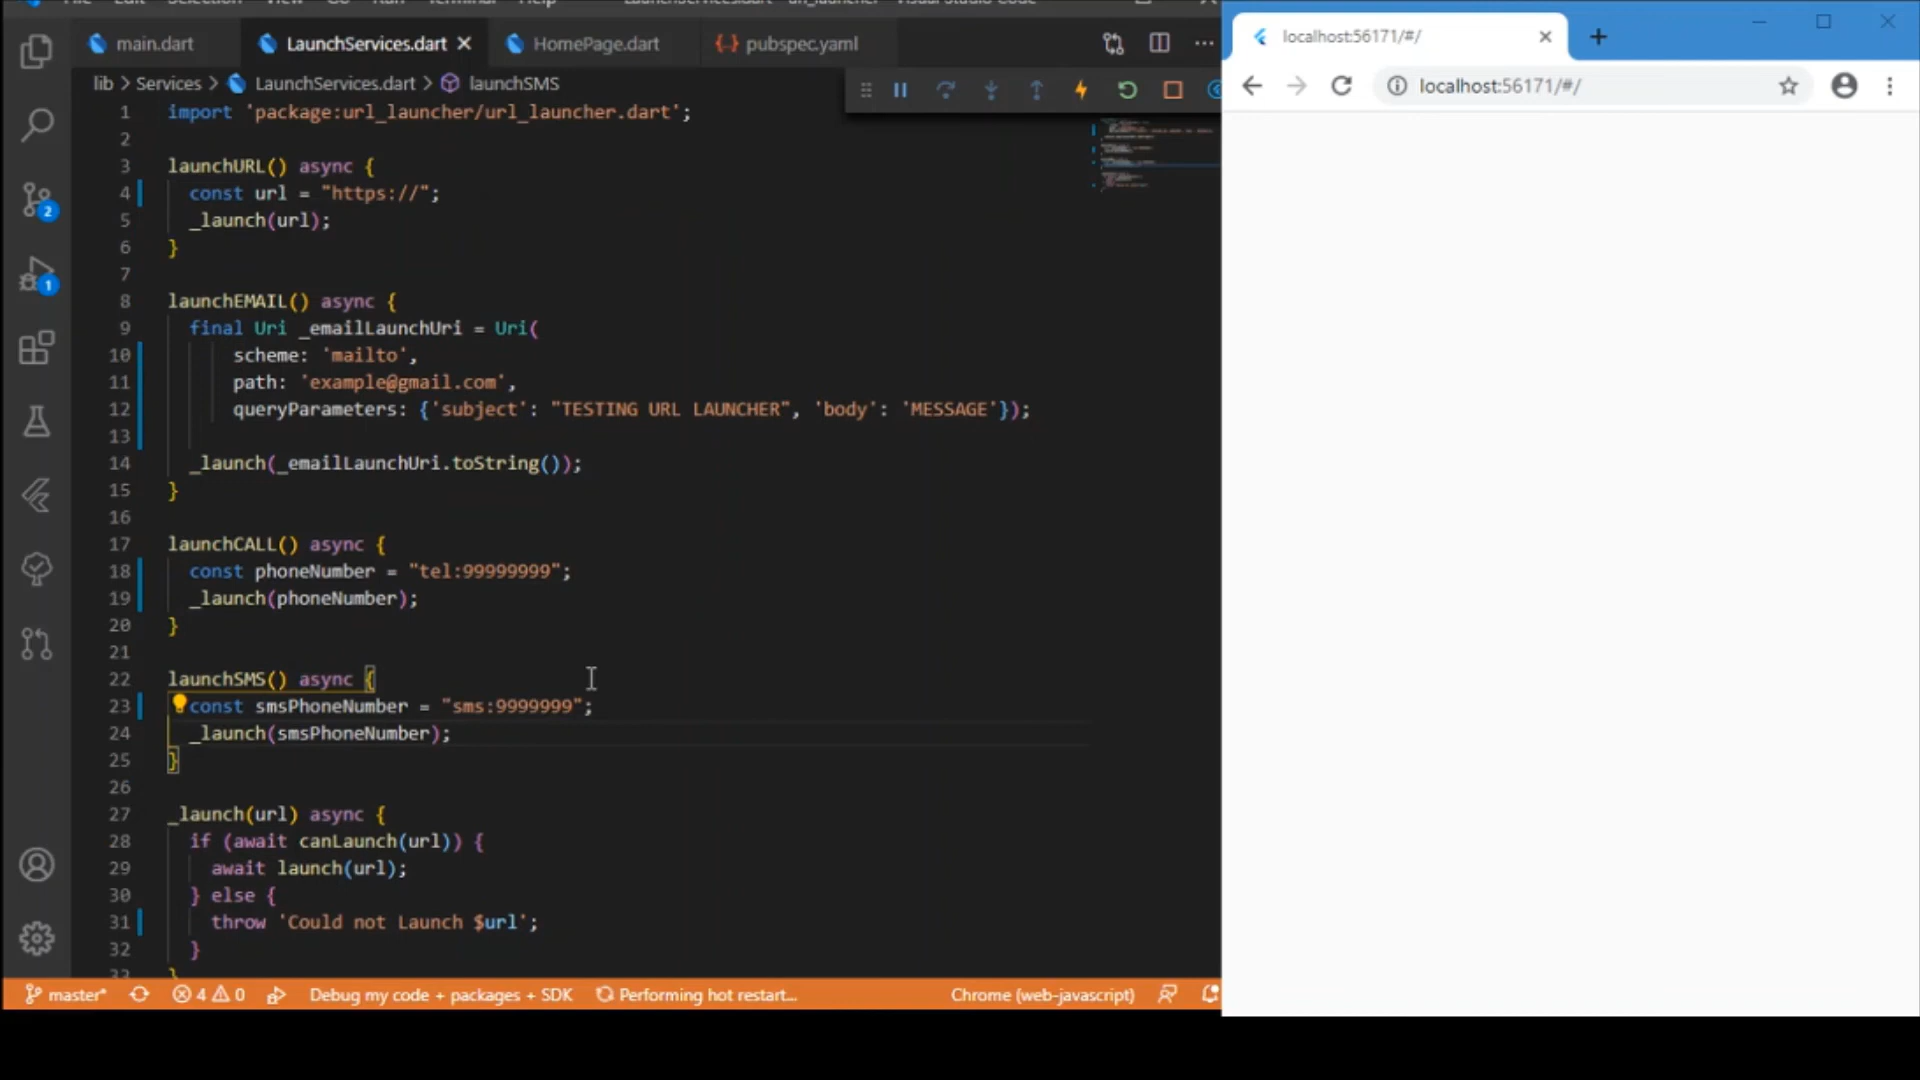 main.dart
LaunchServices.dart
HomePage.dart
pubspec.yaml
localhost:56171/#/
lib > Services > LaunchServices.dart > launchSMS
localhost:56171/#/
1 import 'package:url_launcher/url_launcher.dart';
2
3 launchURL() async {
4 const url = "https://";
5 _launch(url);
6 }
7
8 launchEMAIL() async {
9 final Uri _emailLaunchUri = Uri(
10 scheme: 'mailto',
11 path: 'example@gmail.com',
12 queryParameters: {'subject': "TESTING URL LAUNCHER", 'body': 'MESSAGE'});
13
14 _launch(_emailLaunchUri.toString());
15 }
16
17 launchCALL() async {
18 const phoneNumber = "tel:99999999";
19 _launch(phoneNumber);
20 }
21
22 launchSMS() async {
23 const smsPhoneNumber = "sms:9999999";
24 _launch(smsPhoneNumber);
25 }
26
27 _launch(url) async {
28 if (await canLaunch(url)) {
29 await launch(url);
30 } else {
31 throw 'Could not Launch $url';
32 }
33 }
2
1
master* 4 0 Debug my code + packages + SDK Performing hot restart... Chrome (web-javascript)